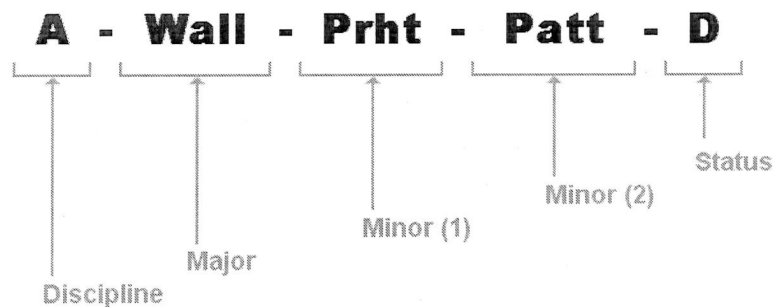 A - Wall - Prht - Patt - D
Status
Minor (2)
Minor (1)
Major
Discipline